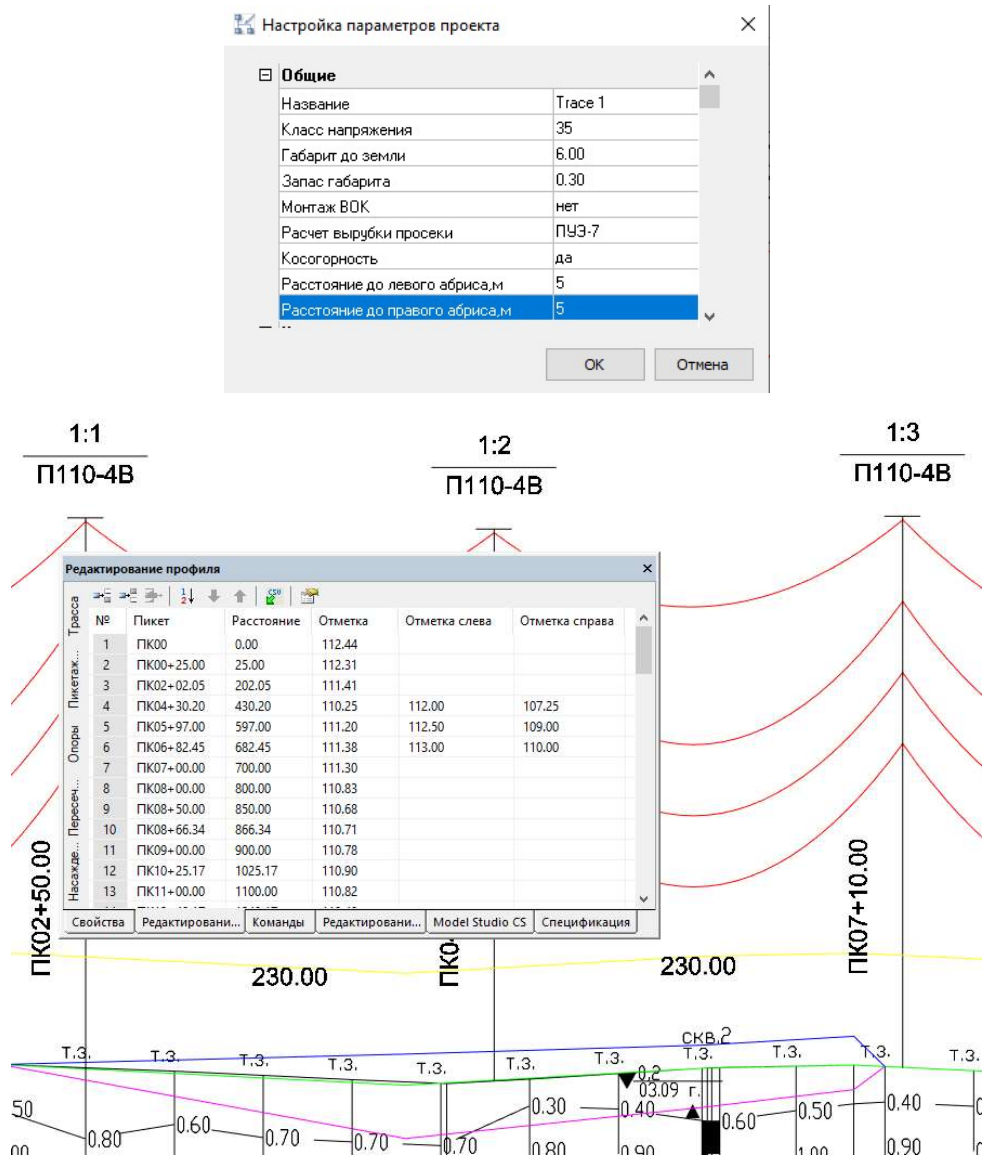 Настройка параметров проекта
Общие
Название Trace 1
Класс напряжения 35
Габарит до земли 6.00
Запас габарита 0.30
Монтаж ВОК нет
Расчет вырубки просеки ПУЭ-7
Косогорность да
Расстояние до левого абриса,м 5
Расстояние до правого абриса,м 5
OK Отмена
1:1
П110-4В
1:2
П110-4В
1:3
П110-4В
Редактирование профиля
Трасса
Пикетаж...
Опоры
Пересеч...
Насажде...
№ Пикет Расстояние Отметка Отметка слева Отметка справа
1 ПК00 0.00 112.44
2 ПК00+25.00 25.00 112.31
3 ПК02+02.05 202.05 111.41
4 ПК04+30.20 430.20 110.25 112.00 107.25
5 ПК05+97.00 597.00 111.20 112.50 109.00
6 ПК06+82.45 682.45 111.38 113.00 110.00
7 ПК07+00.00 700.00 111.30
8 ПК08+00.00 800.00 110.83
9 ПК08+50.00 850.00 110.68
10 ПК08+66.34 866.34 110.71
11 ПК09+00.00 900.00 110.78
12 ПК10+25.17 1025.17 110.90
13 ПК11+00.00 1100.00 110.82
Свойства Редактировани... Команды Редактировани... Model Studio CS Спецификация
ПК02+50.00
230.00
230.00
ПК07+10.00
скв.2
Т.З. Т.З. Т.З. Т.З. Т.З. Т.З. Т.З. Т.З. Т.З. Т.З. Т.З.
0,2
03.09 г.
50 0.80 0.60 0.70 0.70 0.70 0.30 0.40 0.60 0.50 0.40
0.80 0.90 1.00 0.90